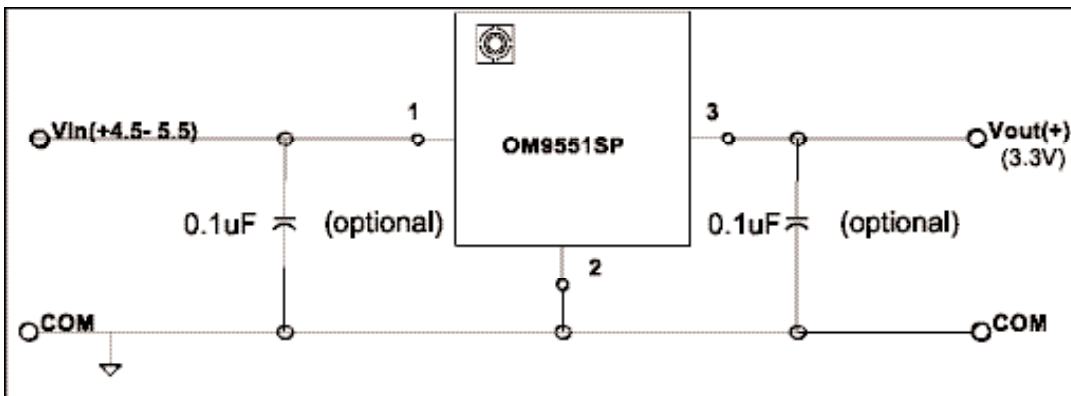 1
3
VIn(+4.5- 5.5)
OM9551SP
Vout(+)
(3.3V)
0.1uF
(optional)
0.1uF
(optional)
2
COM
COM